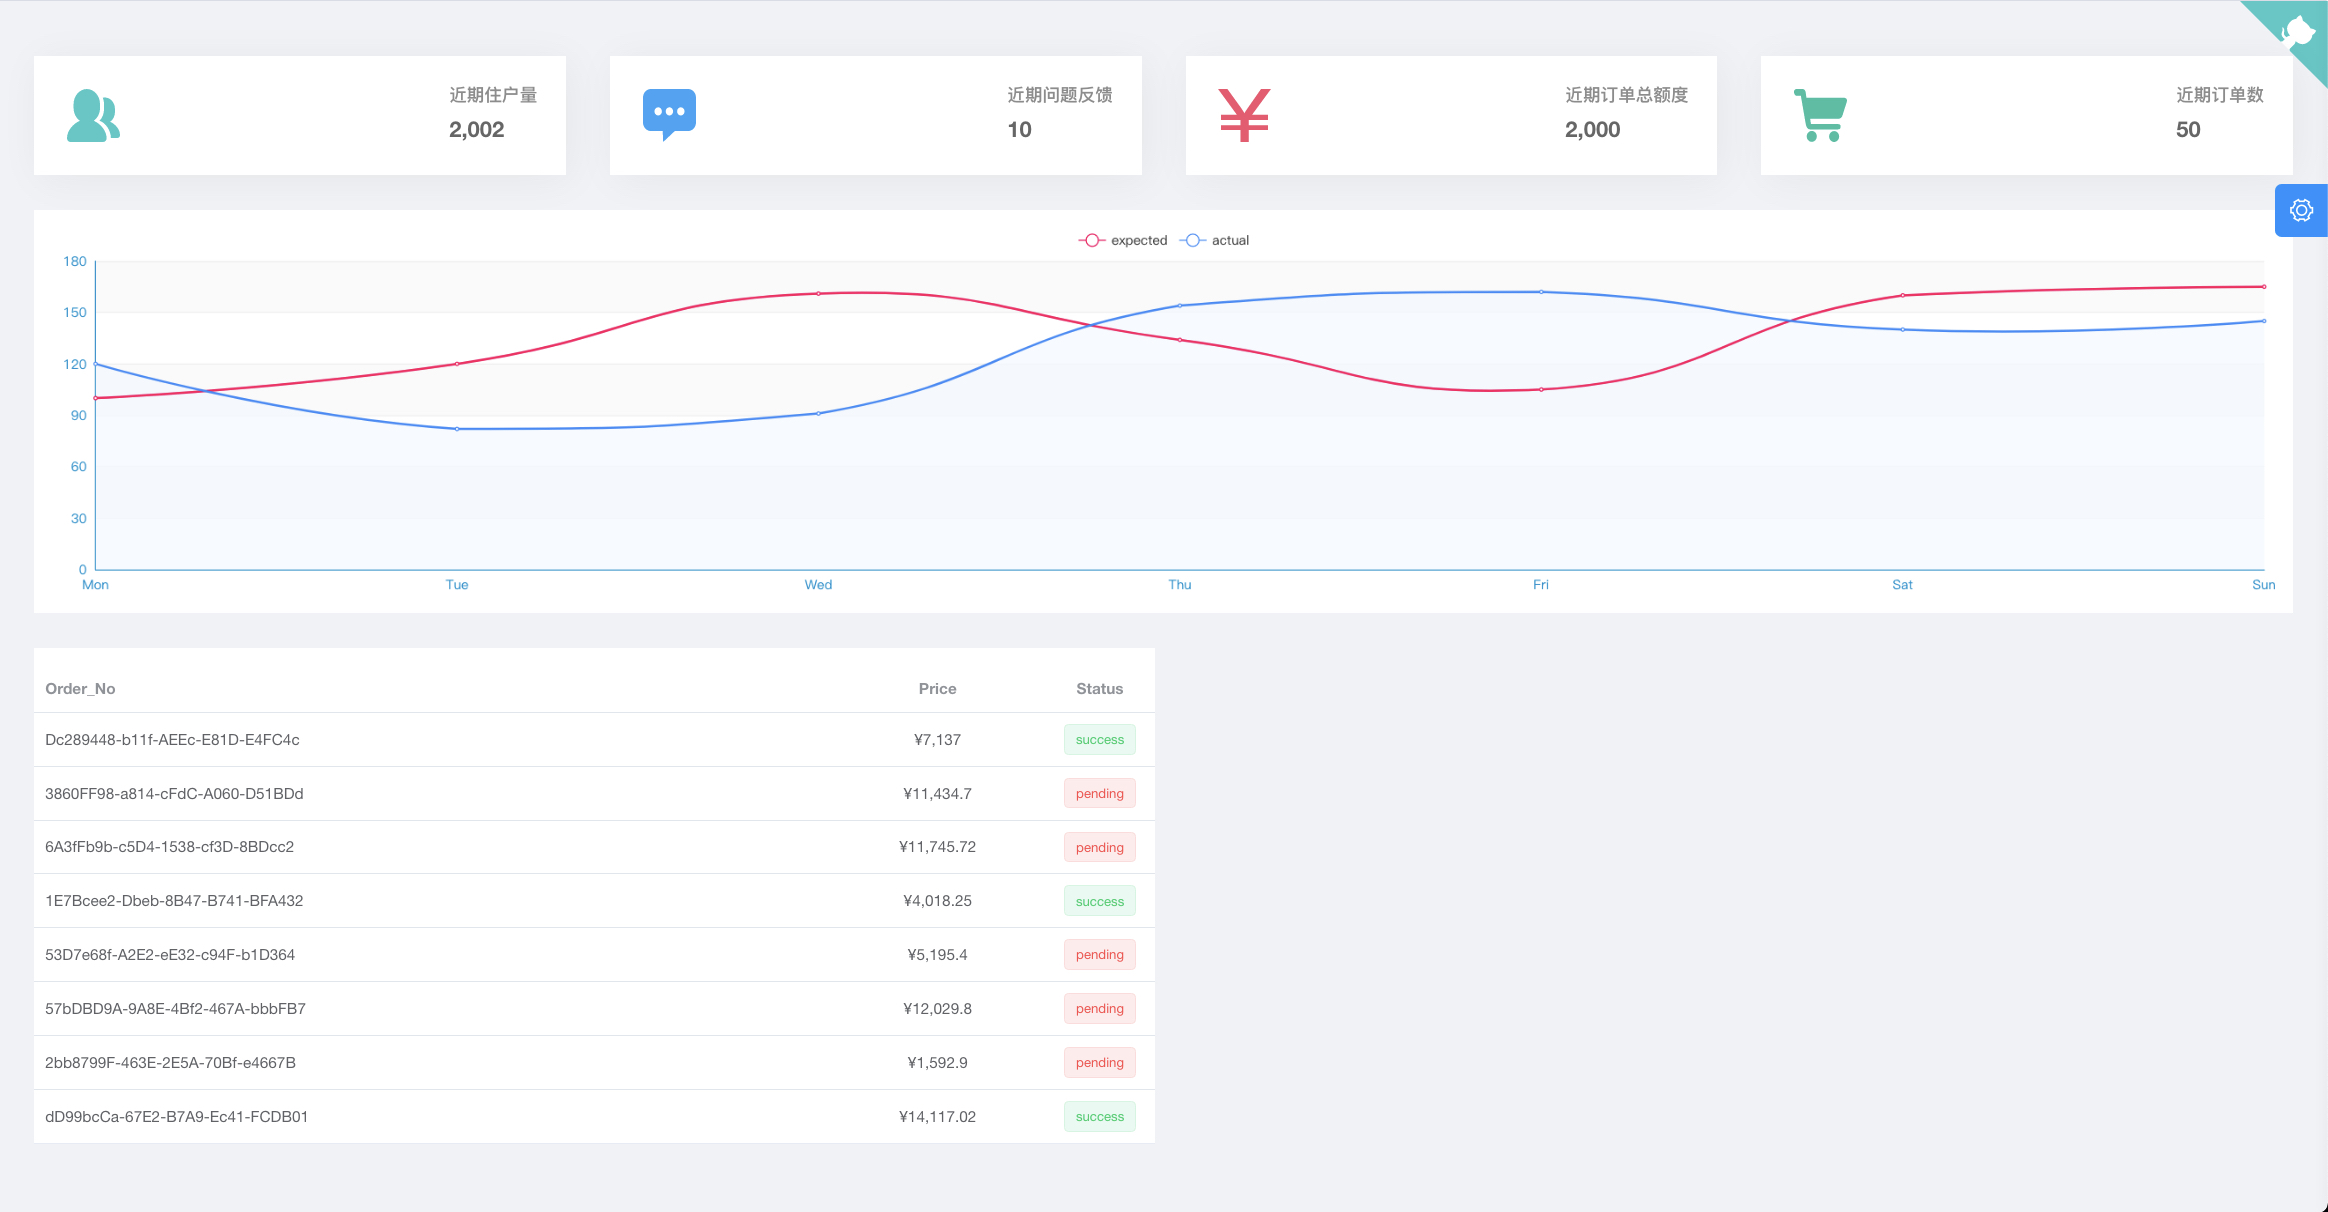 近期住户量
2,002
近期问题反馈
10
近期订单总额度
2,000
近期订单数
50
expected actual
180
150
120
90
60
30
0
Mon Tue Wed Thu Fri Sat Sun
Order_No Price Status
Dc289448-b11f-AEEc-E81D-E4FC4c ¥7,137 success
3860FF98-a814-cFdC-A060-D51BDd ¥11,434.7 pending
6A3fFb9b-c5D4-1538-cf3D-8BDcc2 ¥11,745.72 pending
1E7Bcee2-Dbeb-8B47-B741-BFA432 ¥4,018.25 success
53D7e68f-A2E2-eE32-c94F-b1D364 ¥5,195.4 pending
57bDBD9A-9A8E-4Bf2-467A-bbbFB7 ¥12,029.8 pending
2bb8799F-463E-2E5A-70Bf-e4667B ¥1,592.9 pending
dD99bcCa-67E2-B7A9-Ec41-FCDB01 ¥14,117.02 success